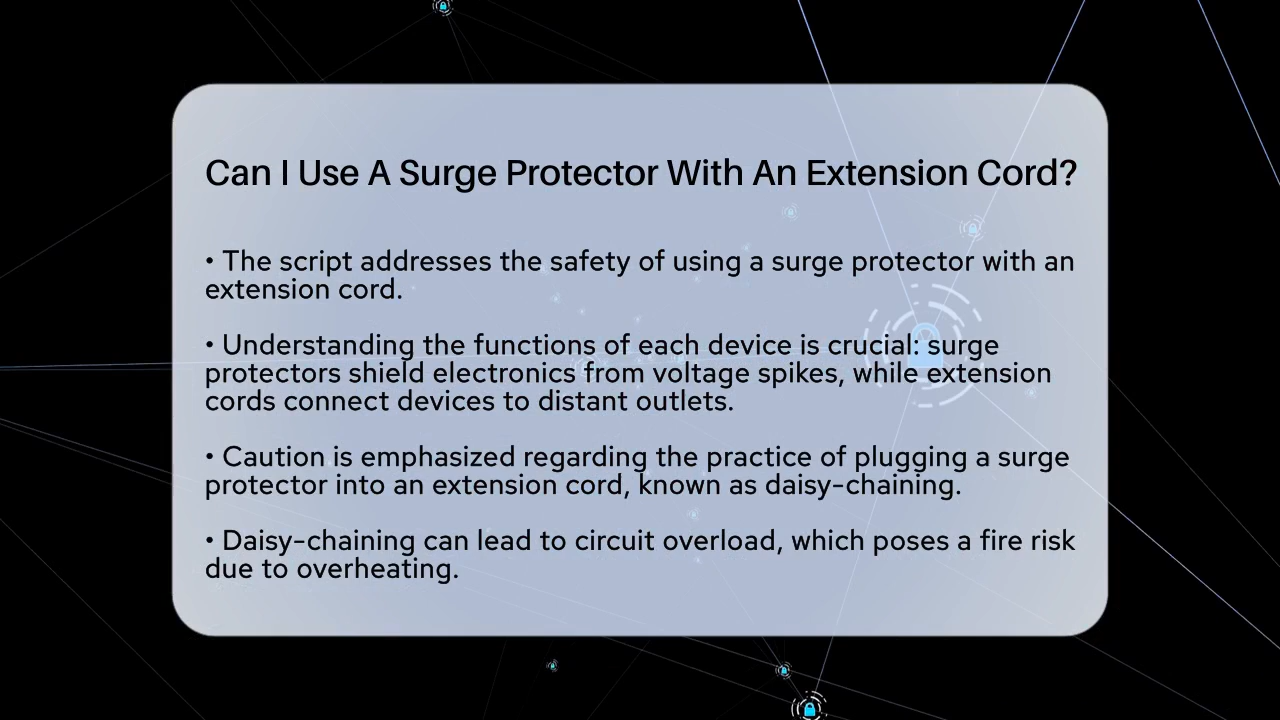 Can I Use A Surge Protector With An Extension Cord?
• The script addresses the safety of using a surge protector with an
extension cord.
• Understanding the functions of each device is crucial: surge
protectors shield electronics from voltage spikes, while extension
cords connect devices to distant outlets.
• Caution is emphasized regarding the practice of plugging a surge
protector into an extension cord, known as daisy-chaining.
• Daisy-chaining can lead to circuit overload, which poses a fire risk
due to overheating.